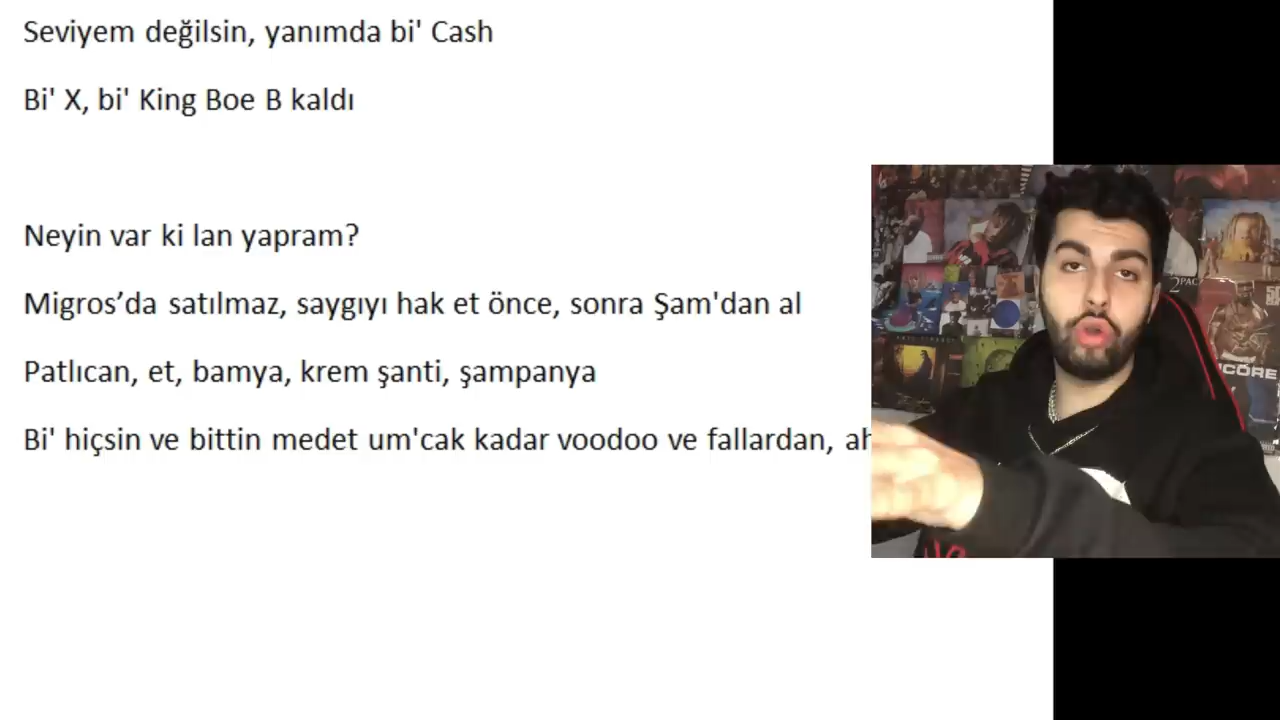 Seviyem değilsin, yanımda bi' Cash
Bi' X, bi' King Boe B kaldı
Neyin var ki lan yapram?
Migros’da satılmaz, saygıyı hak et önce, sonra Şam'dan al
Patlıcan, et, bamya, krem şanti, şampanya
Bi' hiçsin ve bittin medet um'cak kadar voodoo ve fallardan, ah
2PAC